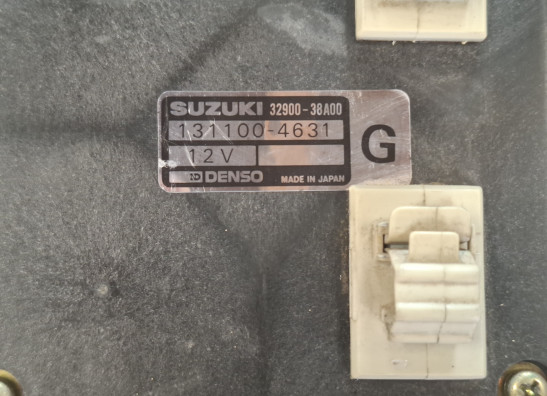 SUZUKI 32900-38A00
131100-4631
12V
G
DENSO MADE IN JAPAN